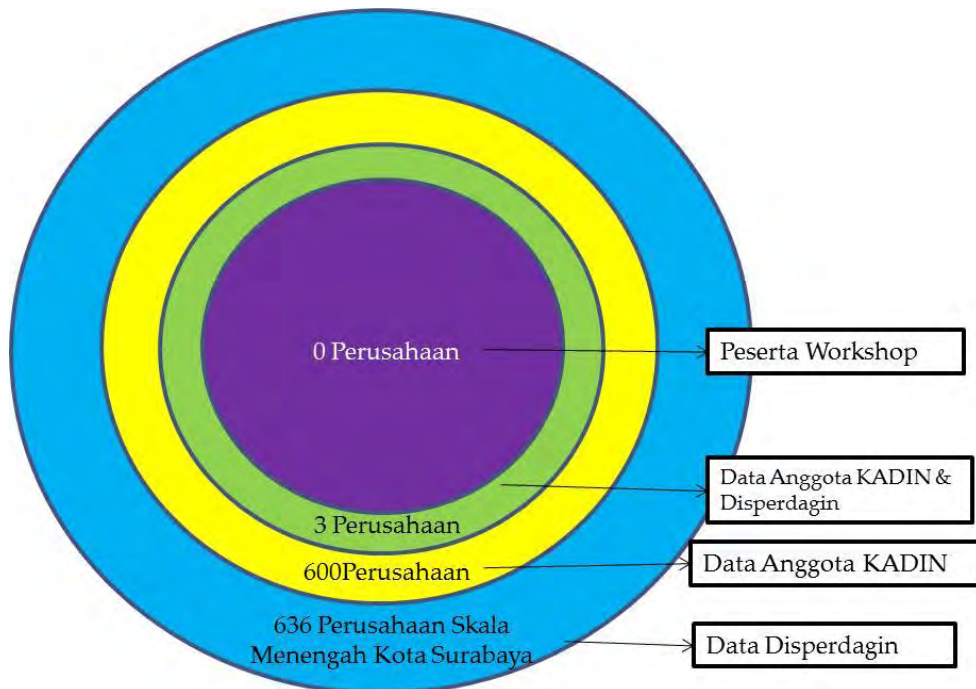 0 Perusahaan
Peserta Workshop
Data Anggota KADIN &
Disperdagin
3 Perusahaan
600Perusahaan
Data Anggota KADIN
636 Perusahaan Skala
Menengah Kota Surabaya
Data Disperdagin